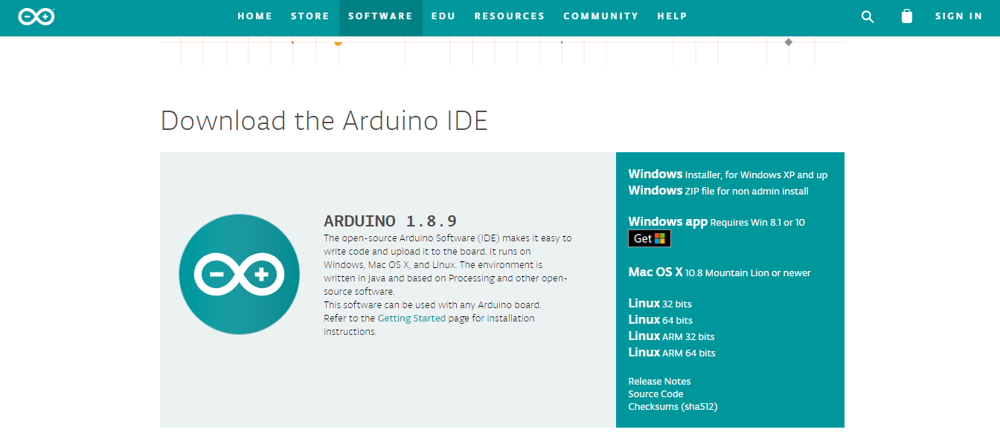 HOME STORE SOFTWARE EDU RESOURCES COMMUNITY HELP SIGN IN
Download the Arduino IDE
ARDUINO 1.8.9
The open-source Arduino Software (IDE) makes it easy to
write code and upload it to the board. It runs on
Windows, Mac OS X, and Linux. The environment is
written in Java and based on Processing and other open-
source software.
This software can be used with any Arduino board.
Refer to the Getting Started page for Installation
instructions.
Windows Installer, for Windows XP and up
Windows ZIP file for non admin install
Windows app Requires Win 8.1 or 10
Get
Mac OS X 10.8 Mountain Lion or newer
Linux 32 bits
Linux 64 bits
Linux ARM 32 bits
Linux ARM 64 bits
Release Notes
Source Code
Checksums (sha512)